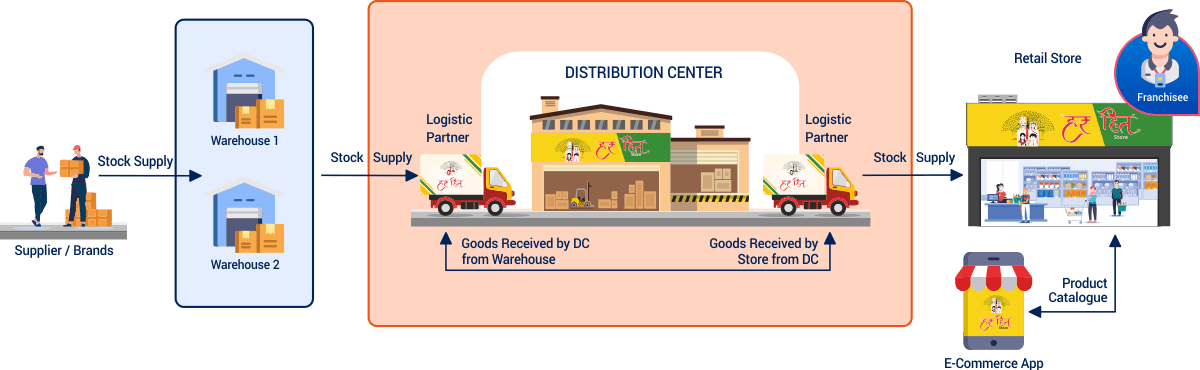 Supplier / Brands
Stock Supply
Warehouse 1
Warehouse 2
Stock Supply
DISTRIBUTION CENTER
Logistic
Partner
हर हित
हर हित
Store
Logistic
Partner
हर हित
Goods Received by DC
from Warehouse
Goods Received by
Store from DC
Stock Supply
Retail Store
Franchisee
हर हित
Store
Product
Catalogue
हर हित
Store
E-Commerce App